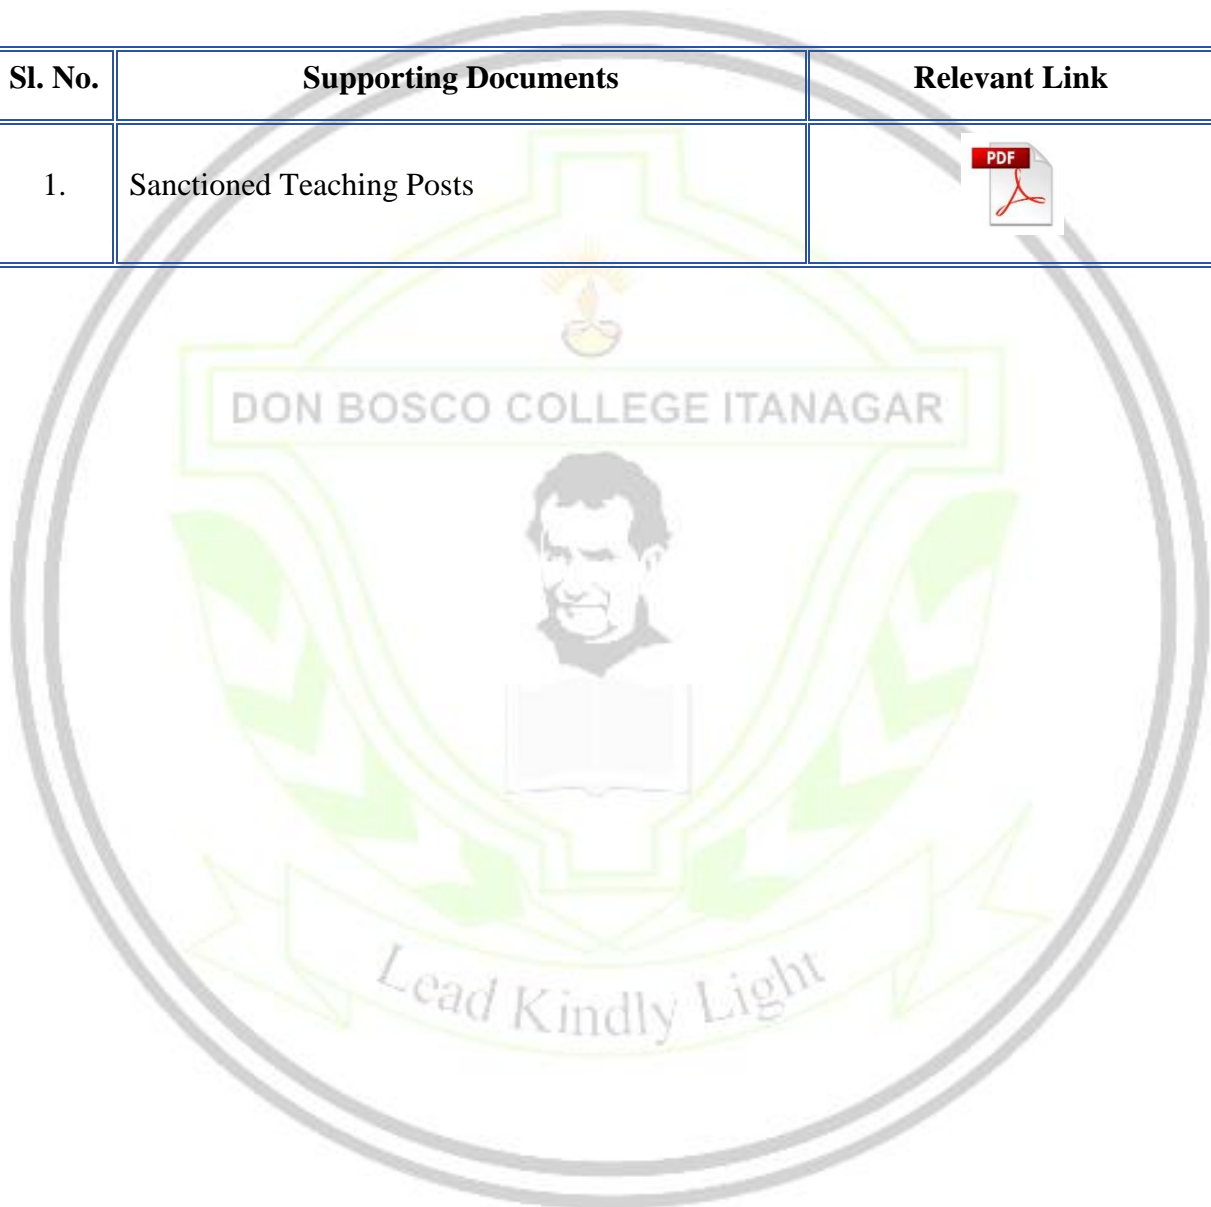 Sl. No. Supporting Documents Relevant Link
1. Sanctioned Teaching Posts PDF
DON BOSCO COLLEGE ITANAGAR
Lead Kindly Light